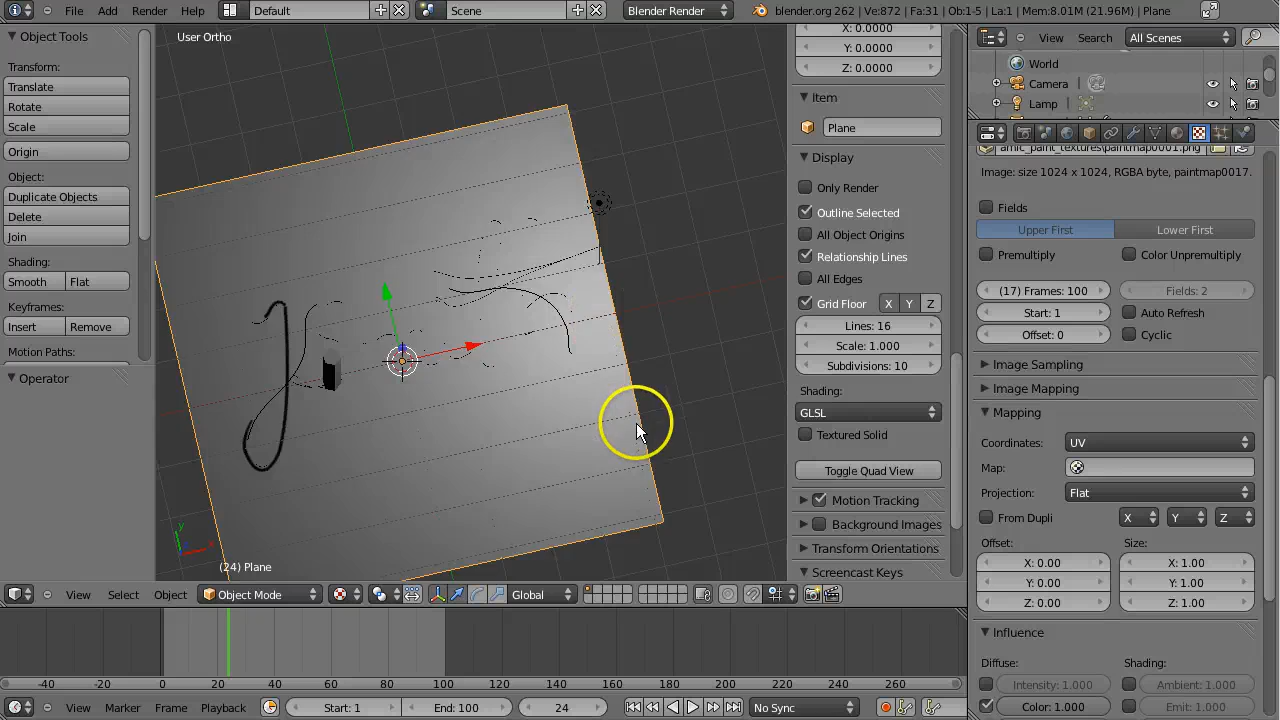 File Add Render Help Default Scene Blender Render blender.org 262 | Ve:872 | Fa:31 | Ob:1-5 | La:1 | Mem:8.01M (21.96M) | Plane
Object Tools
Transform:
Translate
Rotate
Scale
Origin
Object:
Duplicate Objects
Delete
Join
Shading:
Smooth Flat
Keyframes:
Insert Remove
Motion Paths:
Operator
User Ortho
y
x
(24) Plane
X: 0.0000
Y: 0.0000
Z: 0.0000
Item
Plane
Display
Only Render
Outline Selected
All Object Origins
Relationship Lines
All Edges
Grid Floor X Y Z
Lines: 16
Scale: 1.000
Subdivisions: 10
Shading:
GLSL
Textured Solid
Toggle Quad View
Motion Tracking
Background Images
Transform Orientations
Screencast Keys
View Search All Scenes
World
Camera
Lamp
amic_paint_textures\paintmap0001.png
Image: size 1024 x 1024, RGBA byte, paintmap0017.
Fields
Upper First Lower First
Premultiply Color Unpremultiply
(17) Frames: 100 Fields: 2
Start: 1 Auto Refresh
Offset: 0 Cyclic
Image Sampling
Image Mapping
Mapping
Coordinates: UV
Map:
Projection: Flat
From Dupli X Y Z
Offset: Size:
X: 0.00 X: 1.00
Y: 0.00 Y: 1.00
Z: 0.00 Z: 1.00
Influence
Diffuse: Shading:
Intensity: 1.000 Ambient: 1.000
Color: 1.000 Emit: 1.000
View Select Object Object Mode Global
-40 -20 0 20 40 60 80 100 120 140 160 180 200 220 240 260
View Marker Frame Playback Start: 1 End: 100 24 No Sync